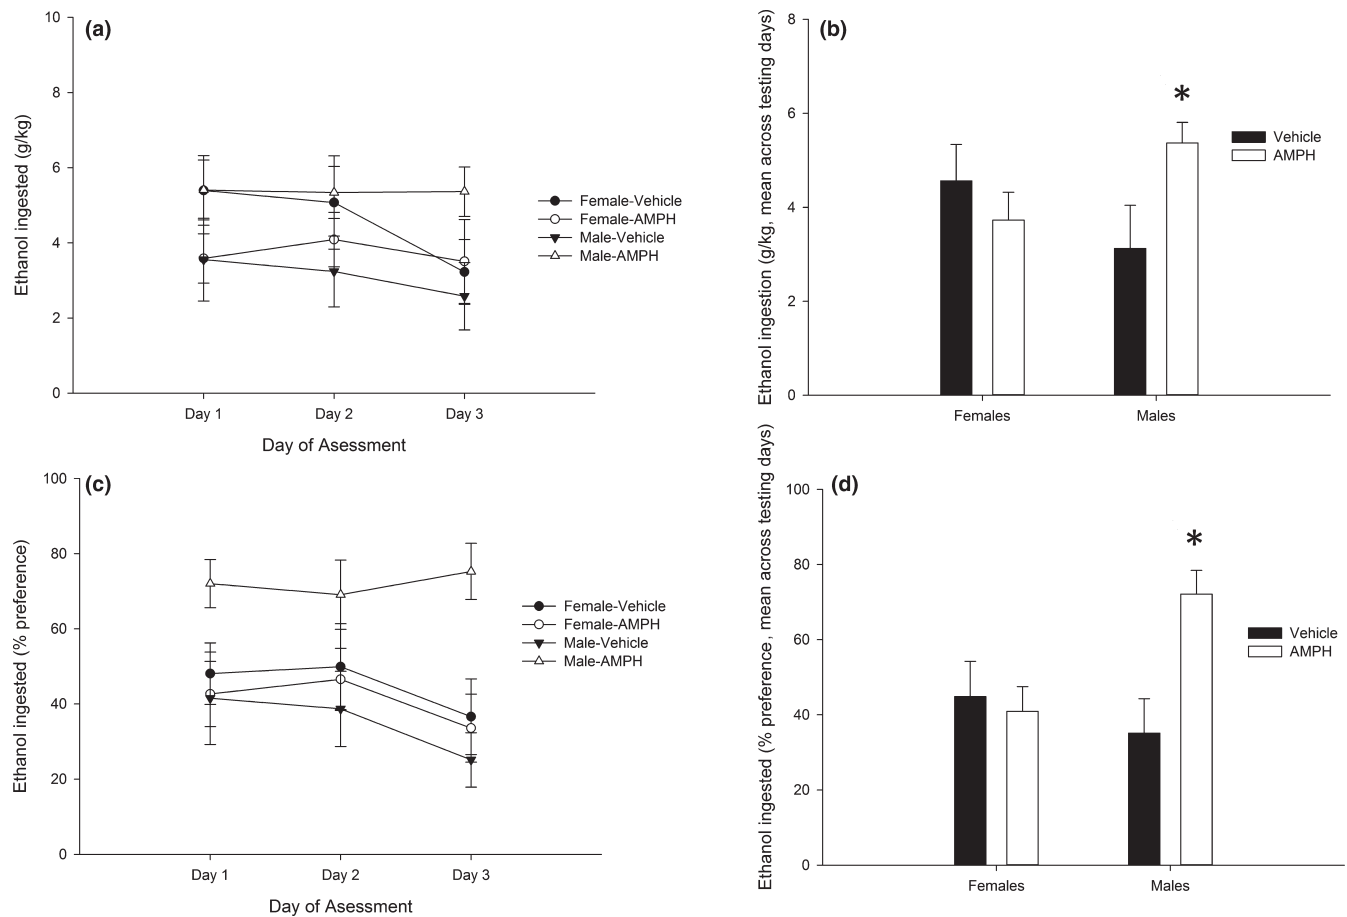 (a)
Ethanol ingested (g/kg)
10
8
6
4
2
0
Day 1 Day 2 Day 3
Day of Asessment
Female-Vehicle
Female-AMPH
Male-Vehicle
Male-AMPH
(b)
Ethanol ingestion (g/kg, mean across testing days)
8
6
4
2
0
*
Females Males
Vehicle
AMPH
(c)
Ethanol ingested (% preference)
100
80
60
40
20
0
Day 1 Day 2 Day 3
Day of Asessment
Female-Vehicle
Female-AMPH
Male-Vehicle
Male-AMPH
(d)
Ethanol ingested (% preference, mean across testing days)
100
80
60
40
20
0
*
Females Males
Vehicle
AMPH